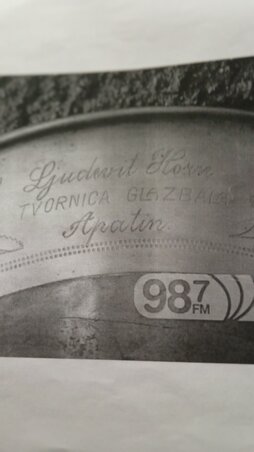 Ljudevit Horn
TVORNICA GLAZBALA
Apatin.
98.7
FM